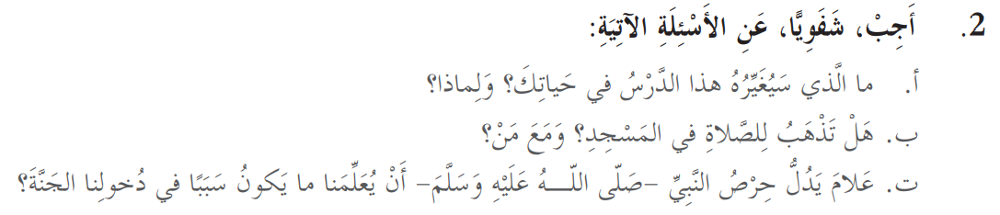 2. أَجِبْ، شَفَوِيًّا، عَنِ الأَسْئِلَةِ الآتِيَةِ:
أ. ما الَّذي سَيُغَيِّرُهُ هذا الدَّرْسُ في حَياتِكَ؟ وَلِماذا؟
ب. هَلْ تَذْهَبُ لِلصَّلاةِ في المَسْجِدِ؟ وَمَعَ مَنْ؟
ت. عَلامَ يَدُلُّ حِرْصُ النَّبِيِّ –صَلّى اللّـــهُ عَلَيْهِ وَسَلَّمَ– أَنْ يُعَلِّمَنا ما يَكونُ سَبَبًا في دُخولِنا الجَنَّةَ؟